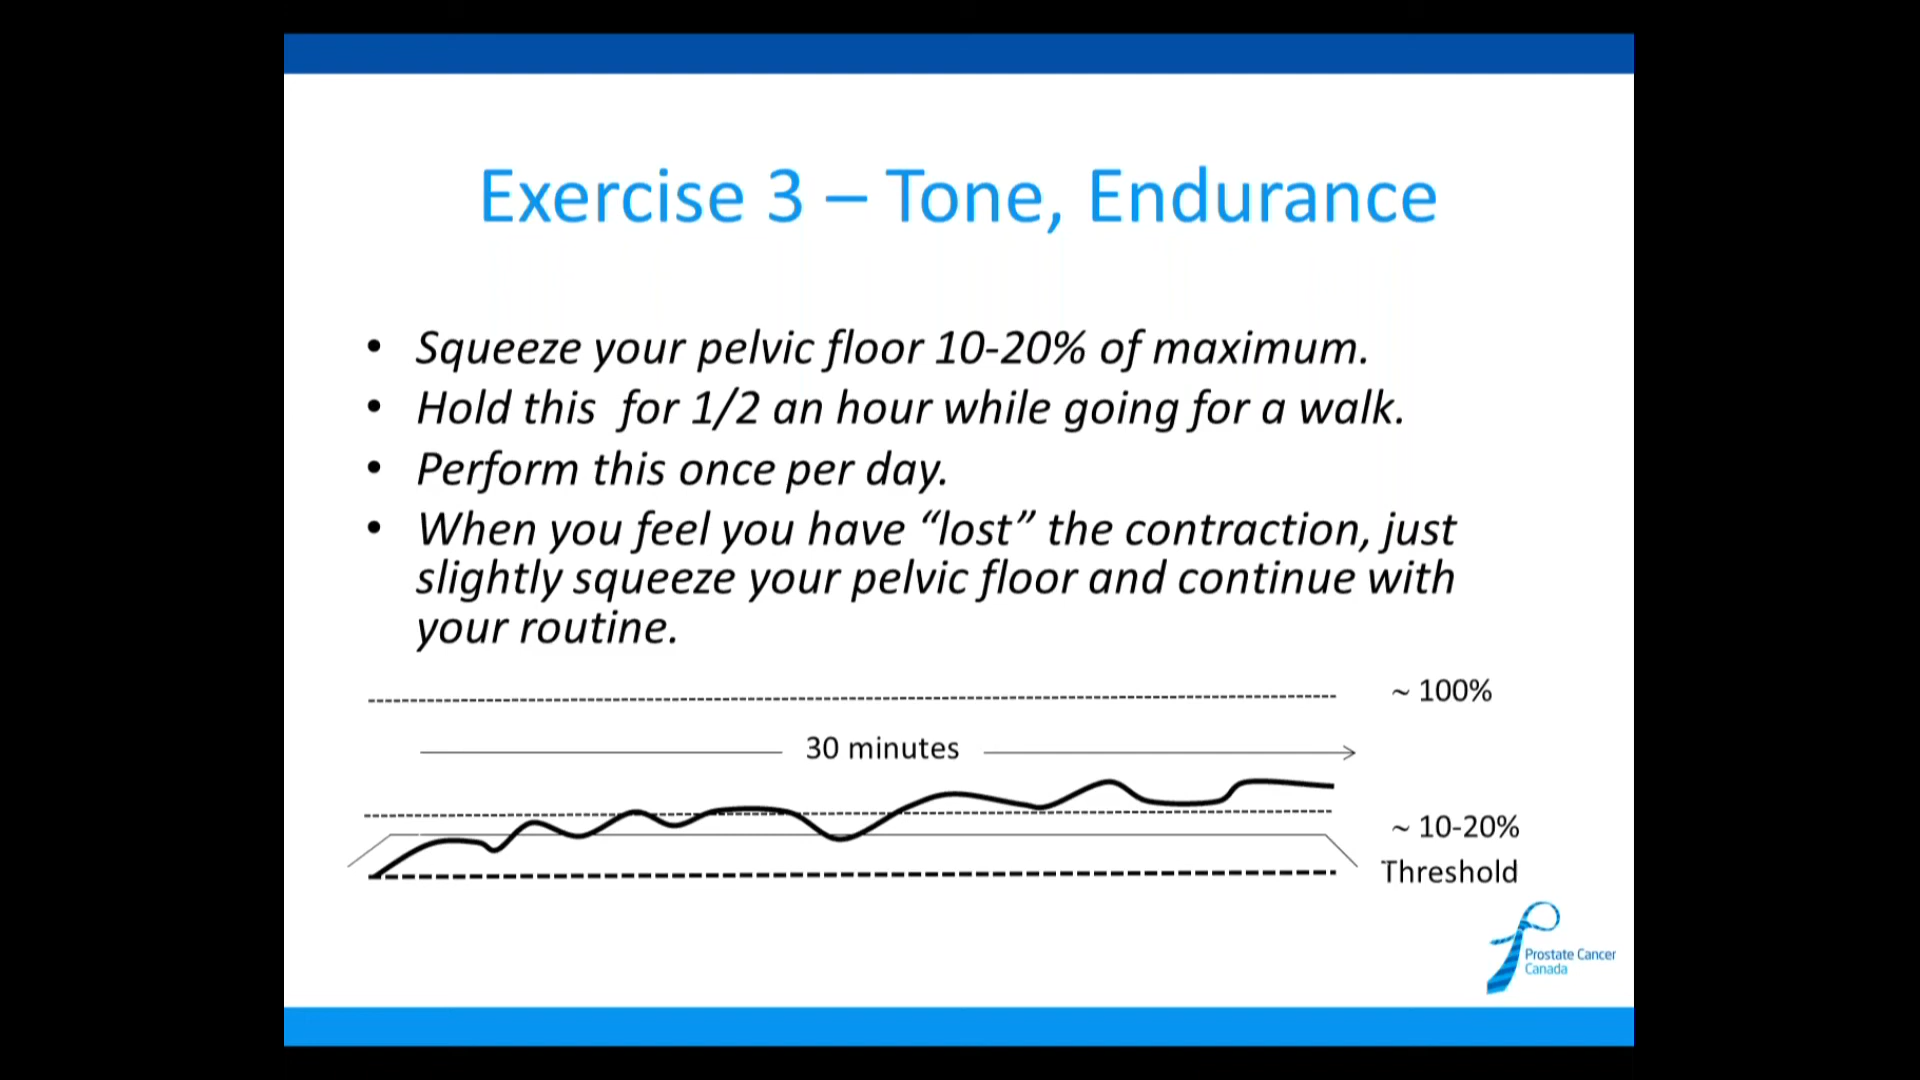 Exercise 3 – Tone, Endurance
• Squeeze your pelvic floor 10-20% of maximum.
• Hold this  for 1/2 an hour while going for a walk.
• Perform this once per day.
• When you feel you have “lost” the contraction, just
slightly squeeze your pelvic floor and continue with
your routine.
~ 100%
30 minutes
~ 10-20%
Threshold
Prostate Cancer
Canada